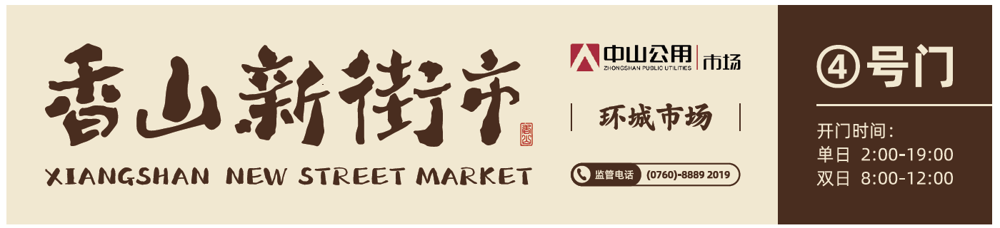 香山新街市
香山
XIANGSHAN NEW STREET MARKET
中山公用
ZHONGSHAN PUBLIC UTILITIES
市场
环城市场
监管电话 (0760)-8889 2019
④号门
开门时间：
单日 2:00-19:00
双日 8:00-12:00